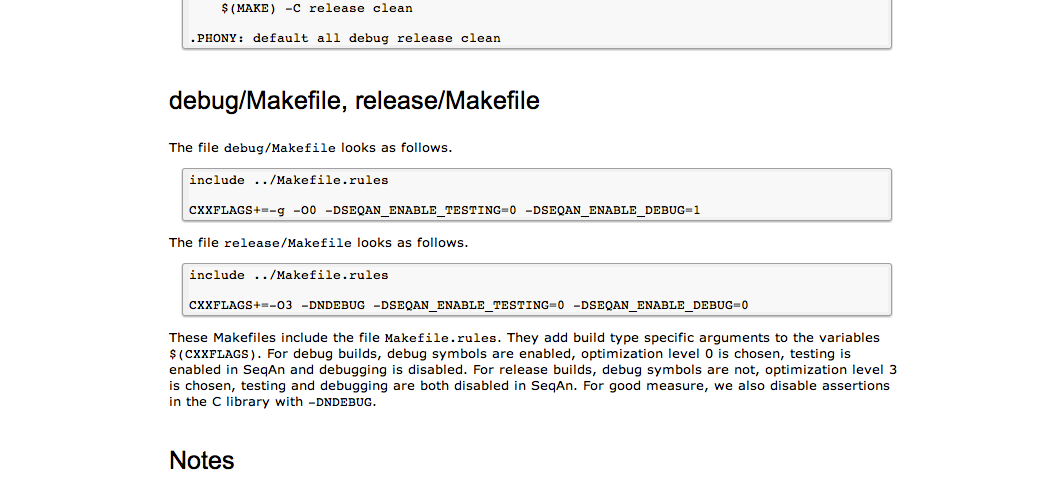 $(MAKE) -C release clean
.PHONY: default all debug release clean
debug/Makefile, release/Makefile
The file debug/Makefile looks as follows.
include ../Makefile.rules
CXXFLAGS+=-g -O0 -DSEQAN_ENABLE_TESTING=0 -DSEQAN_ENABLE_DEBUG=1
The file release/Makefile looks as follows.
include ../Makefile.rules
CXXFLAGS+=-O3 -DNDEBUG -DSEQAN_ENABLE_TESTING=0 -DSEQAN_ENABLE_DEBUG=0
These Makefiles include the file Makefile.rules. They add build type specific arguments to the variables
$(CXXFLAGS). For debug builds, debug symbols are enabled, optimization level 0 is chosen, testing is
enabled in SeqAn and debugging is disabled. For release builds, debug symbols are not, optimization level 3
is chosen, testing and debugging are both disabled in SeqAn. For good measure, we also disable assertions
in the C library with -DNDEBUG.
Notes